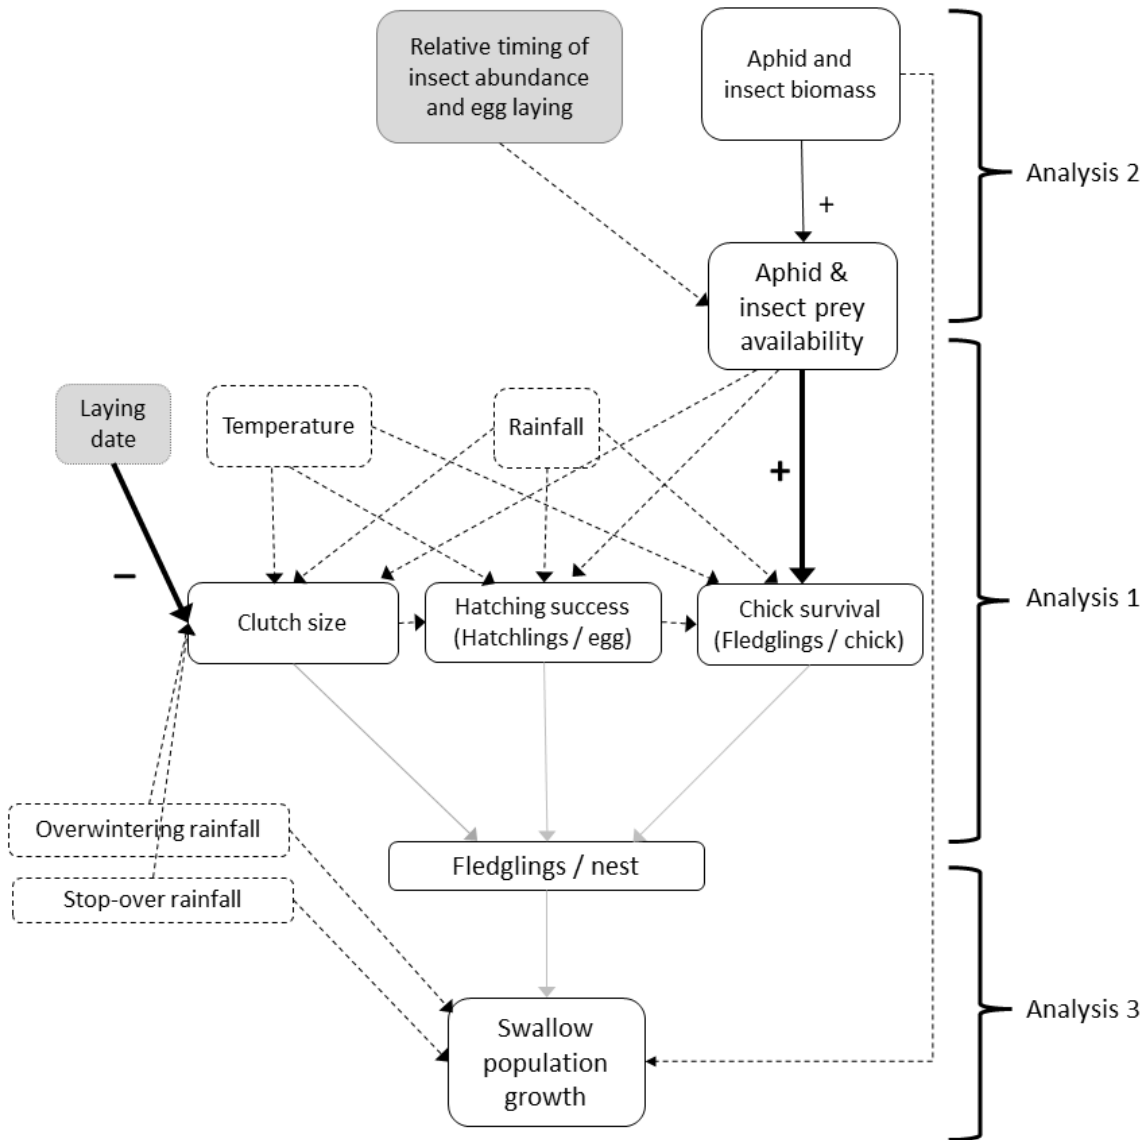 Relative timing of
insect abundance
and egg laying
Aphid and
insect biomass
Analysis 2
+
Aphid &
insect prey
availability
Laying
date
Temperature
Rainfall
+
−
Clutch size
Hatching success
(Hatchlings / egg)
Chick survival
(Fledglings / chick)
Analysis 1
Overwintering rainfall
Fledglings / nest
Stop-over rainfall
Swallow
population
growth
Analysis 3